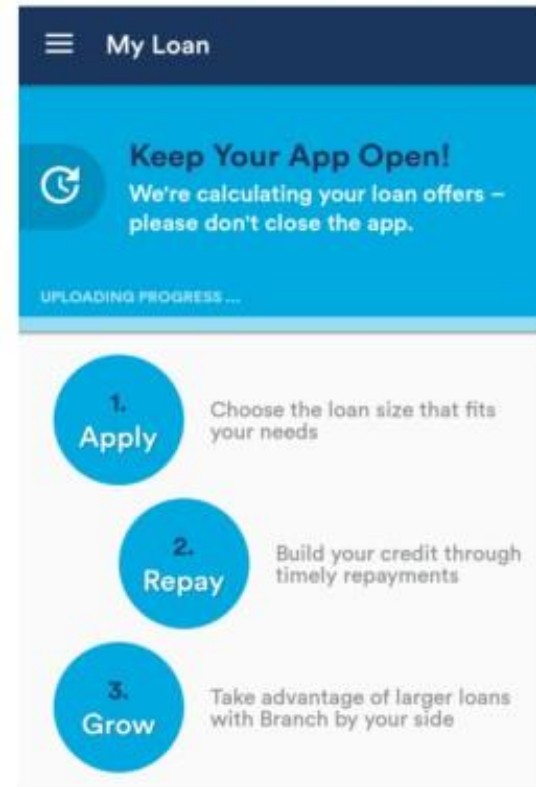 My Loan
Keep Your App Open!
We're calculating your loan offers –
please don't close the app.
UPLOADING PROGRESS ...
1.
Apply
Choose the loan size that fits
your needs
2.
Repay
Build your credit through
timely repayments
3.
Grow
Take advantage of larger loans
with Branch by your side